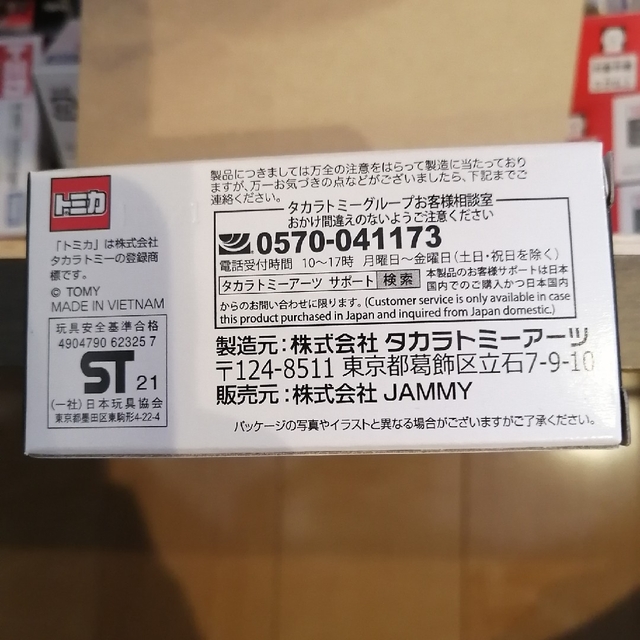 製品につきましては万全の注意をはらって製造に当たっており
ますが、万一お気づきの点などがございましたら、下記までご
連絡ください。
タカラトミーグループお客様相談室
おかけ間違えのないようご注意ください
0570-041173
電話受付時間 10〜17時 月曜日〜金曜日(土日・祝日を除く)
タカラトミーアーツ サポート 検索
本製品のお客様サポートは日本
国内でのご購入かつ日本国内
からのお問い合わせに限ります。(Customer service is only available in case
this product purchased in Japan and inquired from Japan domestic.)
製造元:株式会社 タカラトミーアーツ
〒124-8511 東京都葛飾区立石7-9-10
販売元:株式会社 JAMMY
パッケージの写真やイラストと異なる場合がございますがご了承ください。
トミカ
「トミカ」は株式会社
タカラトミーの登録商
標です。
© TOMY
MADE IN VIETNAM
玩具安全基準合格
4904790 62325 7
ST 21
(一社)日本玩具協会
東京都墨田区東駒形4-22-4